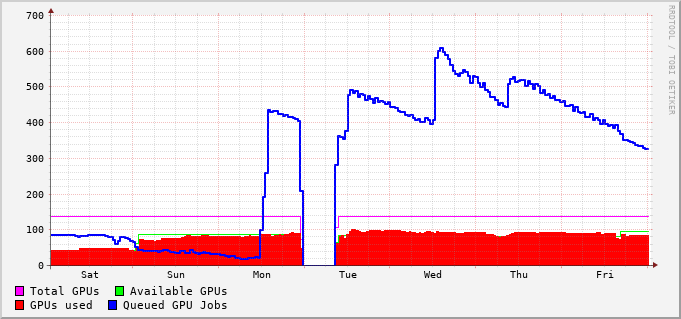 700
600
500
400
300
200
100
0
Sat Sun Mon Tue Wed Thu Fri
Total GPUs Available GPUs
GPUs used Queued GPU Jobs
RRDTOOL / TOBI OETIKER